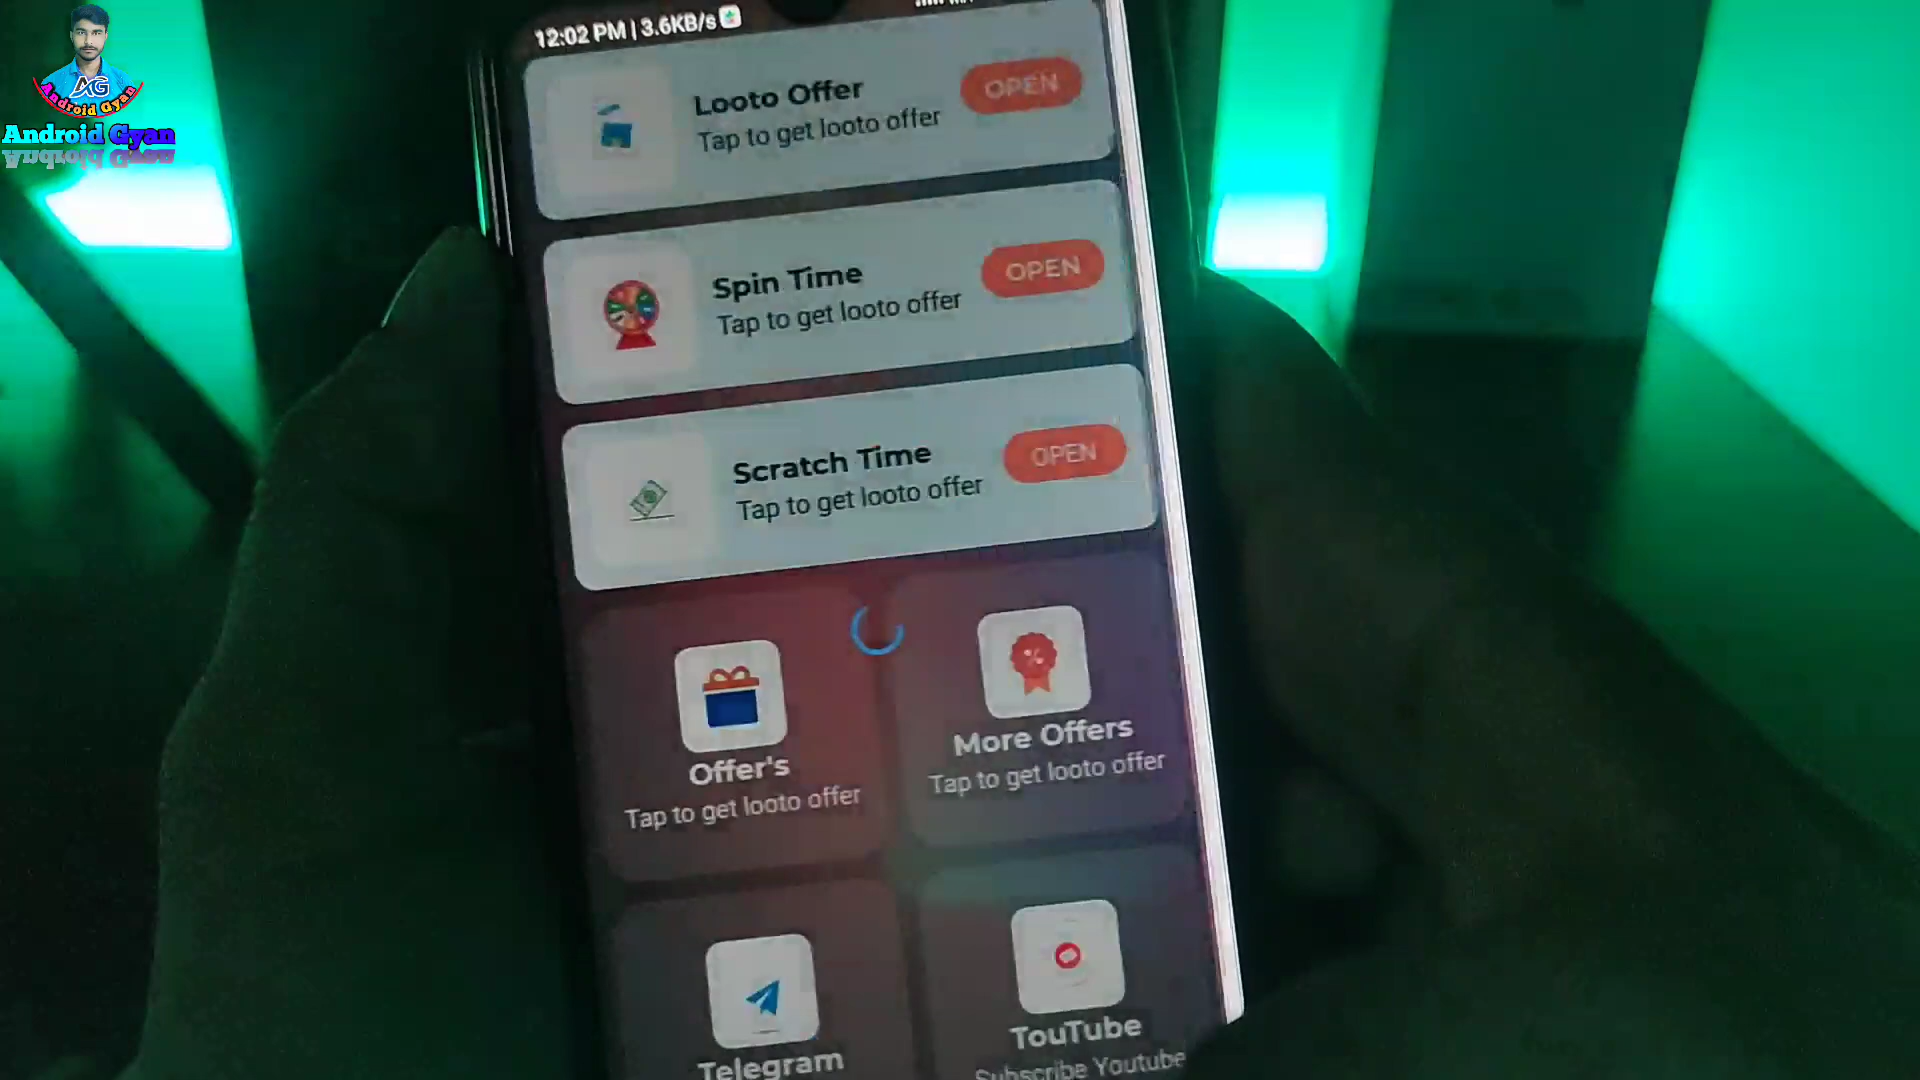 AG
Android Gyan
Android Gyan
12:02 PM | 3.6KB/s
Looto Offer
Tap to get looto offer
OPEN
Spin Time
Tap to get looto offer
OPEN
Scratch Time
Tap to get looto offer
OPEN
Offer's
Tap to get looto offer
More Offers
Tap to get looto offer
Telegram
TouTube
Subscribe Youtube